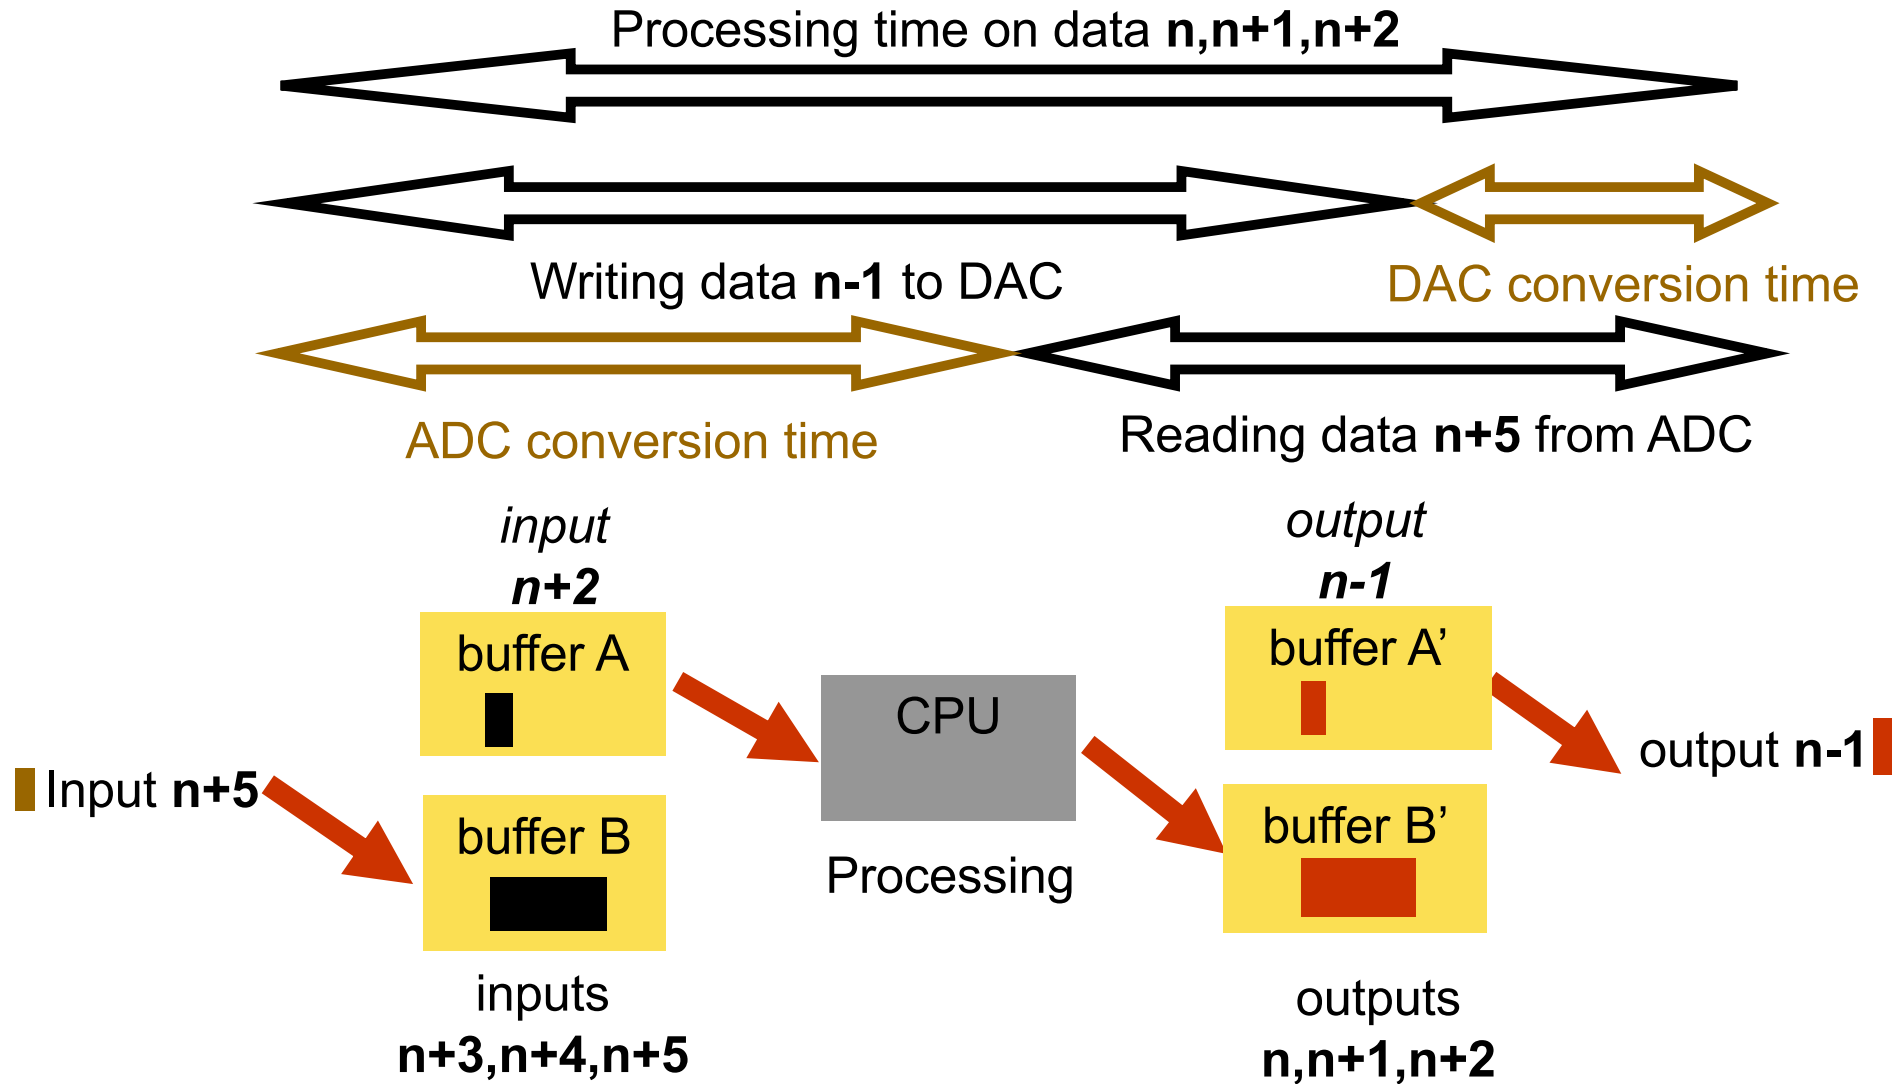 Processing time on data n,n+1,n+2
Writing data n-1 to DAC
DAC conversion time
ADC conversion time
Reading data n+5 from ADC
input
n+2
output
n-1
buffer A
buffer A’
CPU
output n-1
Input n+5
buffer B
buffer B’
Processing
inputs
n+3,n+4,n+5
outputs
n,n+1,n+2